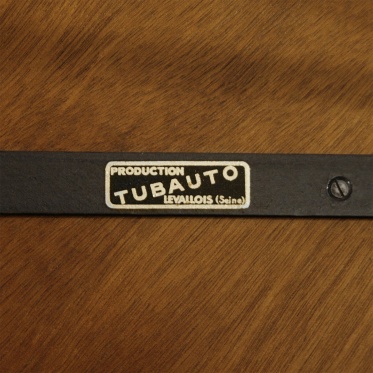 PRODUCTION
TUBAUTO
LEVALLOIS (Seine)